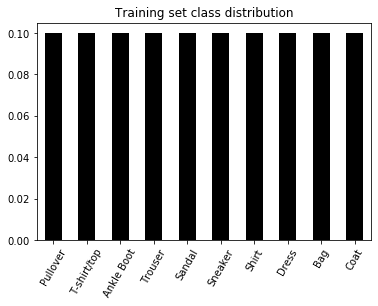 Training set class distribution
0.10
0.08
0.06
0.04
0.02
0.00
Pullover
T-shirt/top
Ankle Boot
Trouser
Sandal
Sneaker
Shirt
Dress
Bag
Coat